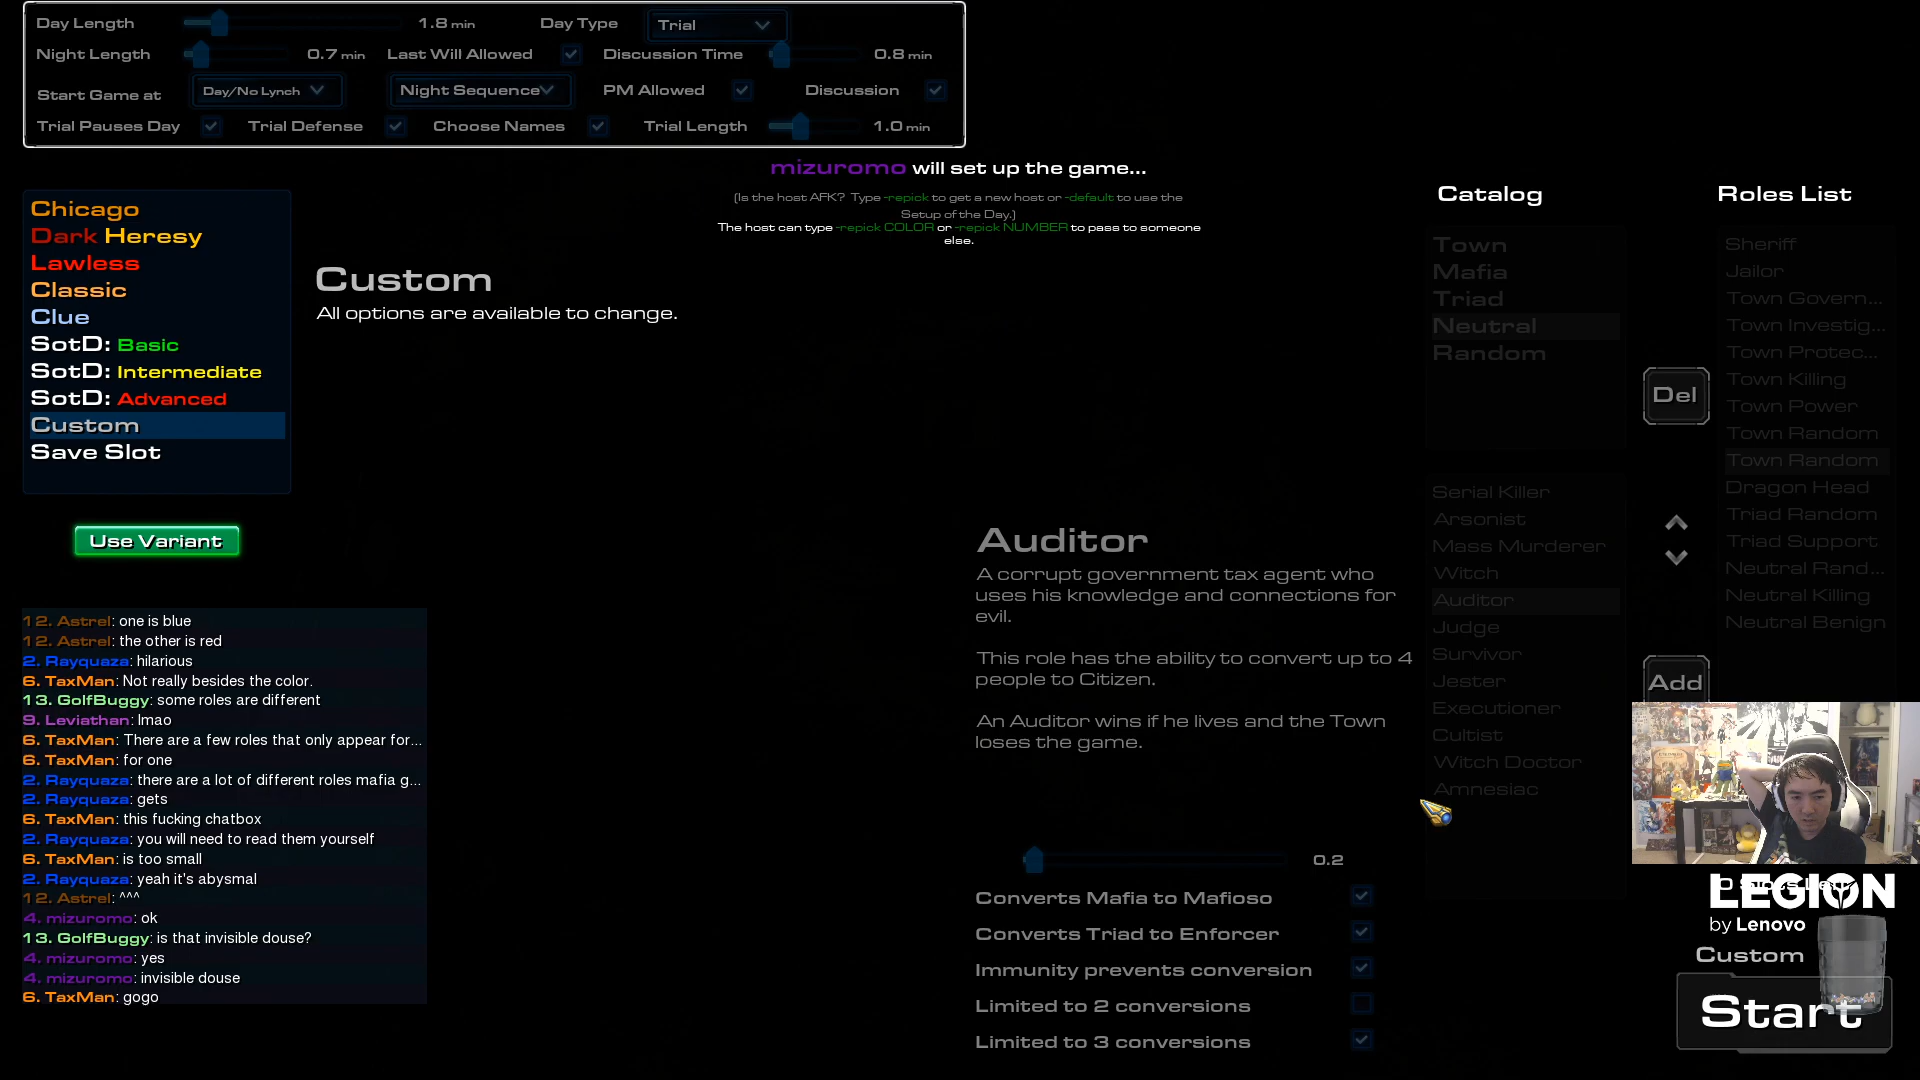 Day Length 1.8 min Day Type Trial
Night Length 0.7 min Last Will Allowed Discussion Time 0.8 min
Start Game at Day/No Lynch Night Sequence PM Allowed Discussion
Trial Pauses Day Trial Defense Choose Names Trial Length 1.0 min
mizuromo will set up the game...
(Is the host AFK? Type -repick to get a new host or -default to use the
Setup of the Day.)
The host can type -repick COLOR or -repick NUMBER to pass to someone
else.
Chicago
Dark Heresy
Lawless
Classic
Clue
SotD: Basic
SotD: Intermediate
SotD: Advanced
Custom
Save Slot
Use Variant
Custom
All options are available to change.
12. Astrel: one is blue
12. Astrel: the other is red
2. Rayquaza: hilarious
6. TaxMan: Not really besides the color.
13. GolfBuggy: some roles are different
9. Leviathan: lmao
6. TaxMan: There are a few roles that only appear for...
6. TaxMan: for one
2. Rayquaza: there are a lot of different roles mafia g...
2. Rayquaza: gets
6. TaxMan: this fucking chatbox
2. Rayquaza: you will need to read them yourself
6. TaxMan: is too small
2. Rayquaza: yeah it's abysmal
12. Astrel: ^^^
4. mizuromo: ok
13. GolfBuggy: is that invisible douse?
4. mizuromo: yes
4. mizuromo: invisible douse
6. TaxMan: gogo
Auditor
A corrupt government tax agent who
uses his knowledge and connections for
evil.
This role has the ability to convert up to 4
people to Citizen.
An Auditor wins if he lives and the Town
loses the game.
0.2
Converts Mafia to Mafioso
Converts Triad to Enforcer
Immunity prevents conversion
Limited to 2 conversions
Limited to 3 conversions
Catalog
Town
Mafia
Triad
Neutral
Random
Serial Killer
Arsonist
Mass Murderer
Witch
Auditor
Judge
Survivor
Jester
Executioner
Cultist
Witch Doctor
Amnesiac
Del
Add
Roles List
Sheriff
Jailor
Town Govern...
Town Investig...
Town Protec...
Town Killing
Town Power
Town Random
Town Random
Dragon Head
Triad Random
Triad Support
Neutral Rand...
Neutral Killing
Neutral Benign
LEGION
by Lenovo
Custom
Start